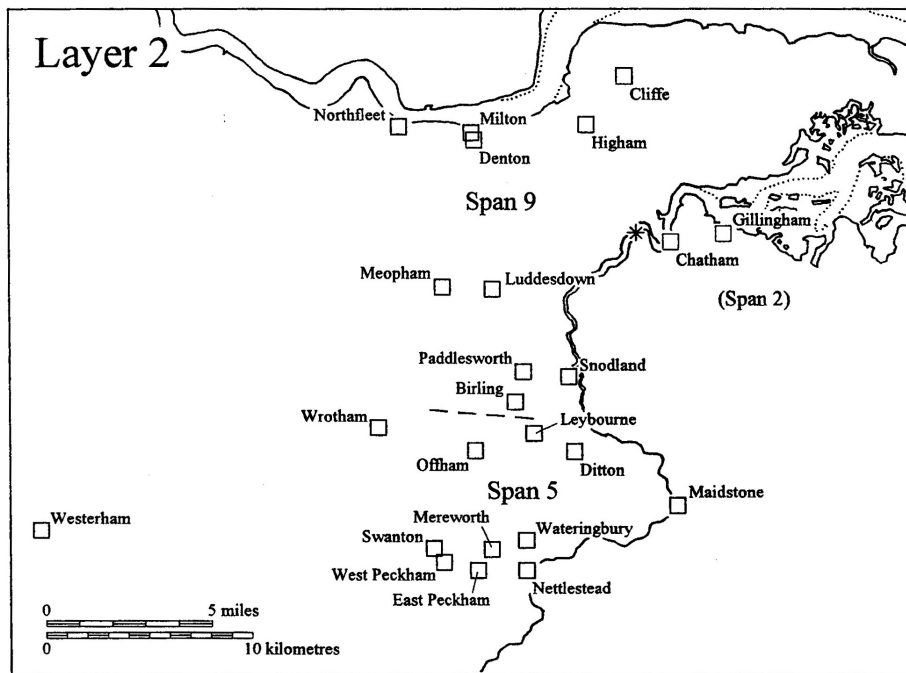 Layer 2
Cliffe
Northfleet
Milton
Higham
Denton
Span 9
Gillingham
Chatham
Meopham
Luddesdown
(Span 2)
Paddlesworth
Snodland
Birling
Wrotham
Leybourne
Offham
Ditton
Span 5
Maidstone
Westerham
Mereworth
Wateringbury
Swanton
West Peckham
Nettlestead
East Peckham
0 5 miles
0 10 kilometres